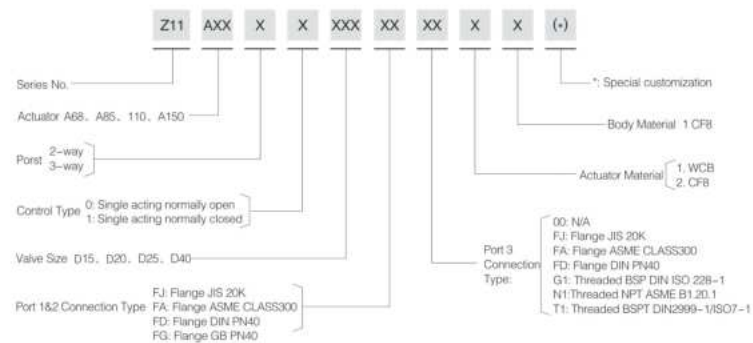 Z11 AXX X X XXX XX XX X X (*)
Series No.
*: Special customization
Actuator A68、A85、110、A150
Body Material 1 CF8
Porst 2-way
3-way
Actuator Material 1. WCB
2. CF8
Control Type 0: Single acting normally open
1: Single acting normally closed
Valve Size D15、D20、D25、D40
Port 3
Connection
Type:
00: N/A
FJ: Flange JIS 20K
FA: Flange ASME CLASS300
FD: Flange DIN PN40
G1: Threaded BSP DIN ISO 228-1
N1:Threaded NPT ASME B1.20.1
T1: Threaded BSPT DIN2999-1/ISO7-1
Port 1&2 Connection Type
FJ: Flange JIS 20K
FA: Flange ASME CLASS300
FD: Flange DIN PN40
FG: Flange GB PN40